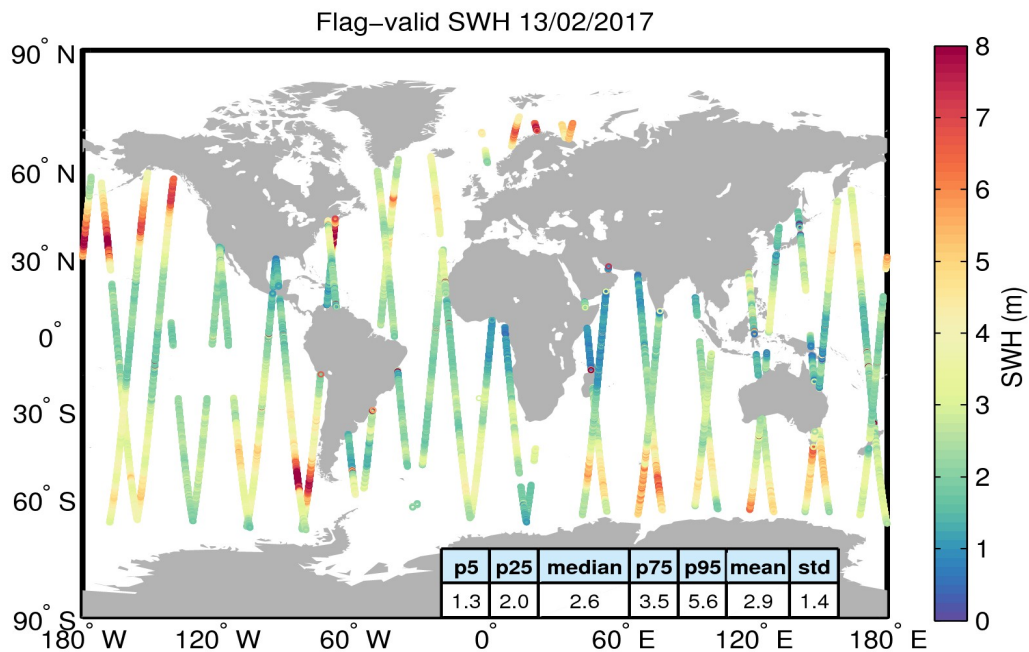 Flag−valid SWH 13/02/2017
90° N
60° N
30° N
0°
30° S
60° S
90° S
180° W
120° W
60° W
0°
60° E
120° E
180° E
p5 p25 median p75 p95 mean std
1.3 2.0 2.6 3.5 5.6 2.9 1.4
8
7
6
5
4
3
2
1
0
SWH (m)